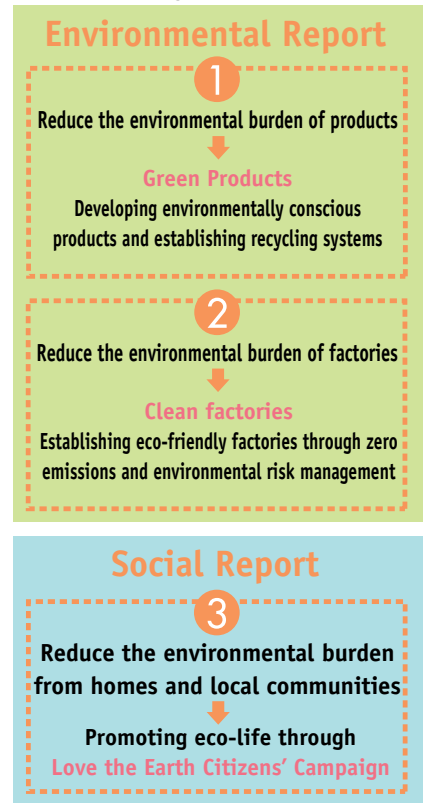 Environmental Report
1
Reduce the environmental burden of products
Green Products
Developing environmentally conscious
products and establishing recycling systems
2
Reduce the environmental burden of factories
Clean factories
Establishing eco-friendly factories through zero
emissions and environmental risk management
Social Report
3
Reduce the environmental burden
from homes and local communities
Promoting eco-life through
Love the Earth Citizens’ Campaign